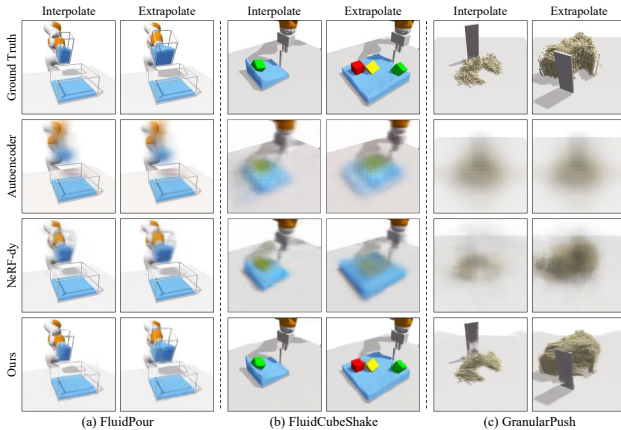 Interpolate Extrapolate Interpolate Extrapolate Interpolate Extrapolate
Ground Truth
Autoencoder
NeRF-dy
Ours
(a) FluidPour (b) FluidCubeShake (c) GranularPush